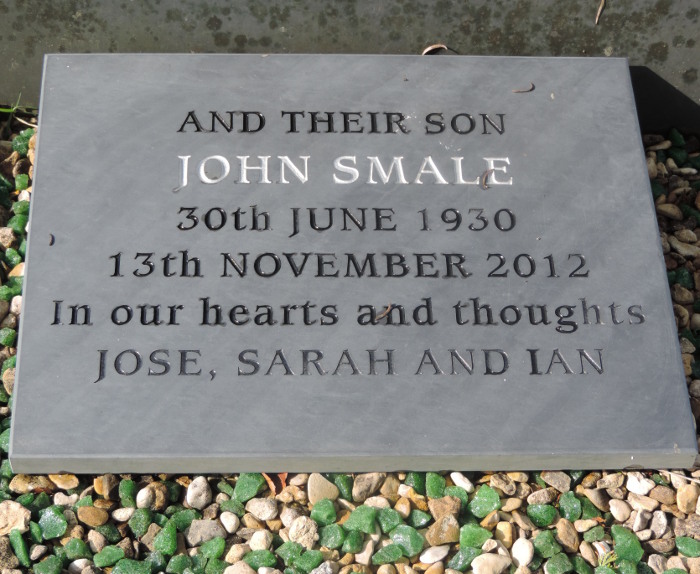 AND THEIR SON
JOHN SMALE
30th JUNE 1930
13th NOVEMBER 2012
In our hearts and thoughts
JOSE, SARAH AND IAN